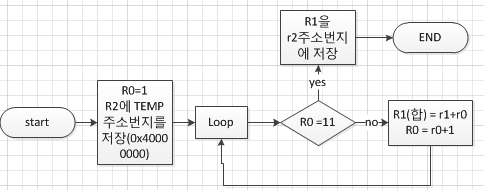 R1을
r2주소번지
에 저장
END
yes
R0=1
R2에 TEMP
주소번지를
저장(0x4000
0000)
start
Loop
R0 =11
no
R1(합) = r1+r0
R0 = r0+1